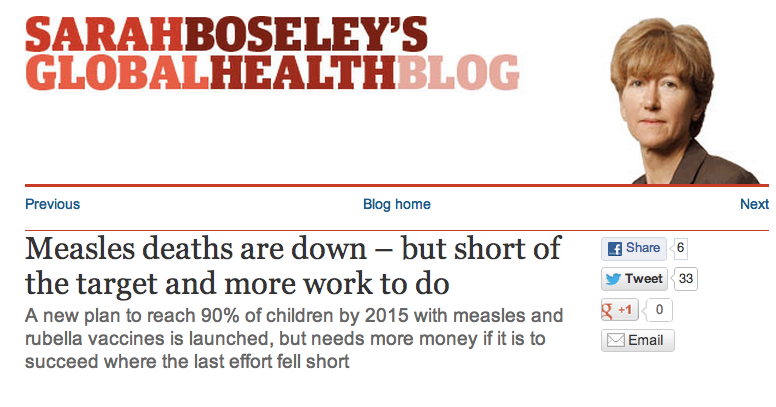 SARAHBOSELEY'S
GLOBALHEALTHBLOG
Previous
Blog home
Next
Measles deaths are down – but short of
the target and more work to do
A new plan to reach 90% of children by 2015 with measles and
rubella vaccines is launched, but needs more money if it is to
succeed where the last effort fell short
f Share 6
Tweet 33
g +1 0
Email